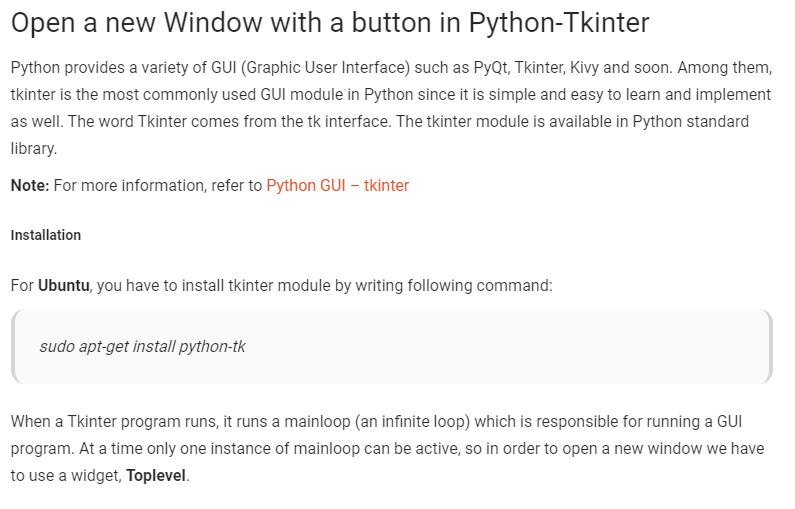 Open a new Window with a button in Python-Tkinter
Python provides a variety of GUI (Graphic User Interface) such as PyQt, Tkinter, Kivy and soon. Among them,
tkinter is the most commonly used GUI module in Python since it is simple and easy to learn and implement
as well. The word Tkinter comes from the tk interface. The tkinter module is available in Python standard
library.
Note: For more information, refer to Python GUI – tkinter
Installation
For Ubuntu, you have to install tkinter module by writing following command:
sudo apt-get install python-tk
When a Tkinter program runs, it runs a mainloop (an infinite loop) which is responsible for running a GUI
program. At a time only one instance of mainloop can be active, so in order to open a new window we have
to use a widget, Toplevel.